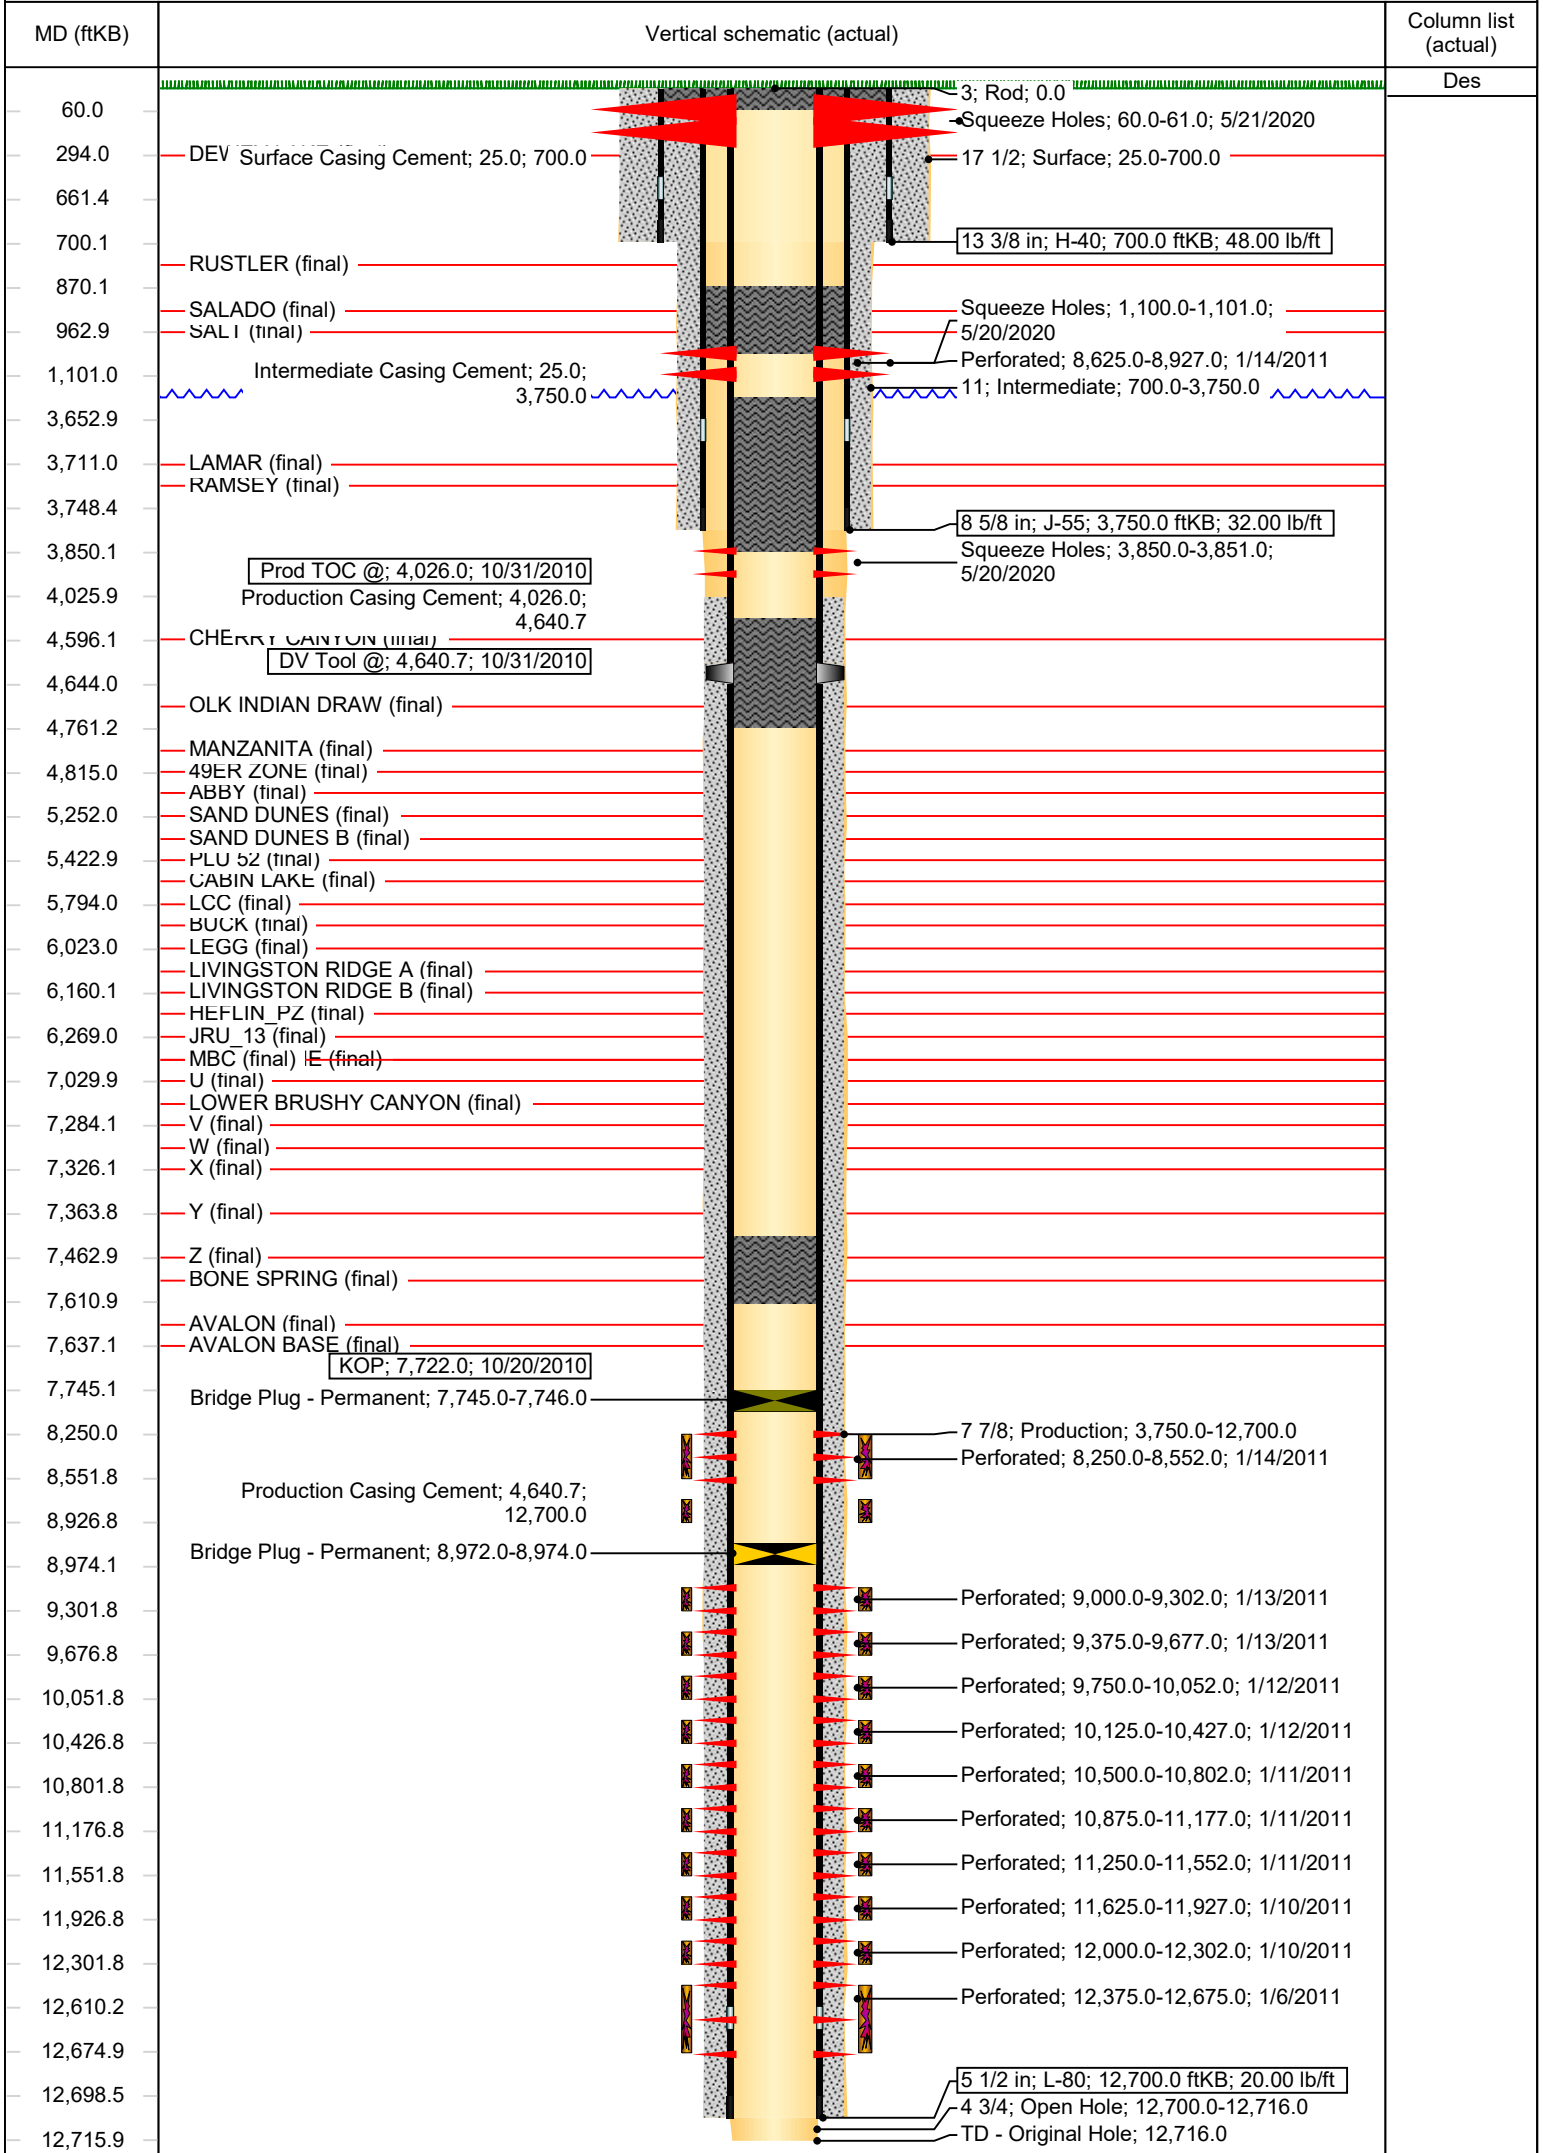 MD (ftKB)
Vertical schematic (actual)
Column list
(actual)
Des
3; Rod; 0.0
60.0
Squeeze Holes; 60.0-61.0; 5/21/2020
294.0
Surface Casing Cement; 25.0; 700.0
17 1/2; Surface; 25.0-700.0
661.4
700.1
13 3/8 in; H-40; 700.0 ftKB; 48.00 lb/ft
RUSTLER (final)
870.1
SALADO (final)
Squeeze Holes; 1,100.0-1,101.0;
5/20/2020
962.9
SALT (final)
Perforated; 8,625.0-8,927.0; 1/14/2011
1,101.0
Intermediate Casing Cement; 25.0;
3,750.0
11; Intermediate; 700.0-3,750.0
3,652.9
3,711.0
LAMAR (final)
RAMSEY (final)
3,748.4
8 5/8 in; J-55; 3,750.0 ftKB; 32.00 lb/ft
3,850.1
Squeeze Holes; 3,850.0-3,851.0;
5/20/2020
Prod TOC @; 4,026.0; 10/31/2010
4,025.9
Production Casing Cement; 4,026.0;
4,640.7
4,596.1
CHERRY CANYON (final)
DV Tool @; 4,640.7; 10/31/2010
4,644.0
OLK INDIAN DRAW (final)
4,761.2
MANZANITA (final)
4,815.0
49ER ZONE (final)
ABBY (final)
5,252.0
SAND DUNES (final)
SAND DUNES B (final)
5,422.9
PLU 52 (final)
CABIN LAKE (final)
5,794.0
LCC (final)
BUCK (final)
6,023.0
LEGG (final)
LIVINGSTON RIDGE A (final)
6,160.1
LIVINGSTON RIDGE B (final)
HEFLIN_PZ (final)
6,269.0
JRU_13 (final)
MBC (final)
E (final)
7,029.9
U (final)
LOWER BRUSHY CANYON (final)
7,284.1
V (final)
W (final)
7,326.1
X (final)
7,363.8
Y (final)
7,462.9
Z (final)
BONE SPRING (final)
7,610.9
AVALON (final)
7,637.1
AVALON BASE (final)
KOP; 7,722.0; 10/20/2010
7,745.1
Bridge Plug - Permanent; 7,745.0-7,746.0
8,250.0
7 7/8; Production; 3,750.0-12,700.0
Perforated; 8,250.0-8,552.0; 1/14/2011
8,551.8
Production Casing Cement; 4,640.7;
12,700.0
8,926.8
Bridge Plug - Permanent; 8,972.0-8,974.0
8,974.1
Perforated; 9,000.0-9,302.0; 1/13/2011
9,301.8
Perforated; 9,375.0-9,677.0; 1/13/2011
9,676.8
Perforated; 9,750.0-10,052.0; 1/12/2011
10,051.8
Perforated; 10,125.0-10,427.0; 1/12/2011
10,426.8
Perforated; 10,500.0-10,802.0; 1/11/2011
10,801.8
Perforated; 10,875.0-11,177.0; 1/11/2011
11,176.8
Perforated; 11,250.0-11,552.0; 1/11/2011
11,551.8
Perforated; 11,625.0-11,927.0; 1/10/2011
11,926.8
Perforated; 12,000.0-12,302.0; 1/10/2011
12,301.8
Perforated; 12,375.0-12,675.0; 1/6/2011
12,610.2
12,674.9
5 1/2 in; L-80; 12,700.0 ftKB; 20.00 lb/ft
12,698.5
4 3/4; Open Hole; 12,700.0-12,716.0
TD - Original Hole; 12,716.0
12,715.9